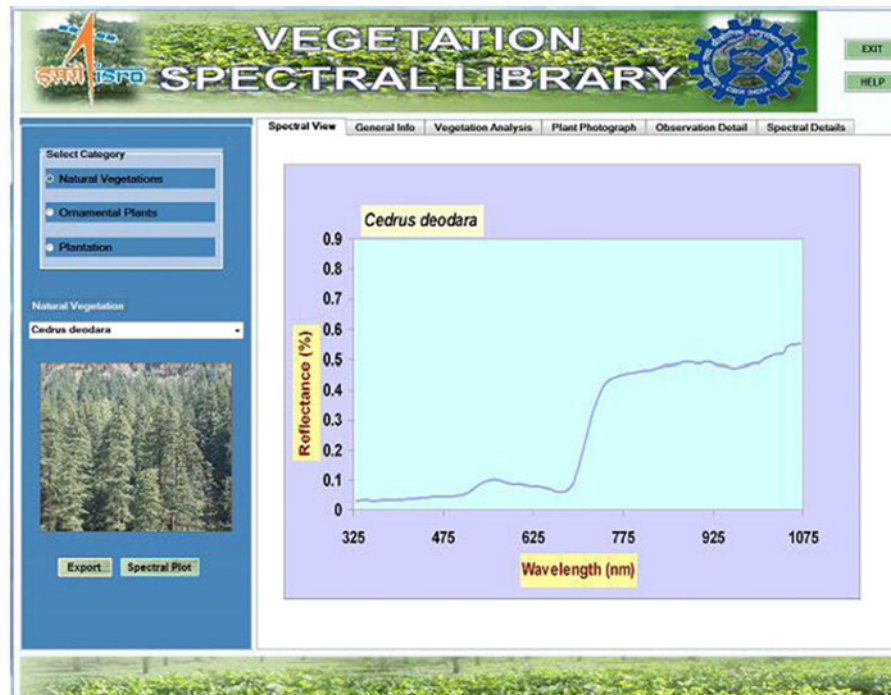 VEGETATION
SPECTRAL LIBRARY
इसरो isro
CSIR INDIA
EXIT
HELP
Spectral View General Info Vegetation Analysis Plant Photograph Observation Detail Spectral Details
Select Category
Natural Vegetations
Ornamental Plants
Plantation
Natural Vegetation
Cedrus deodara
Export Spectral Plot
Cedrus deodara
0.9
0.8
0.7
0.6
0.5
0.4
0.3
0.2
0.1
0
Reflectance (%)
325 475 625 775 925 1075
Wavelength (nm)